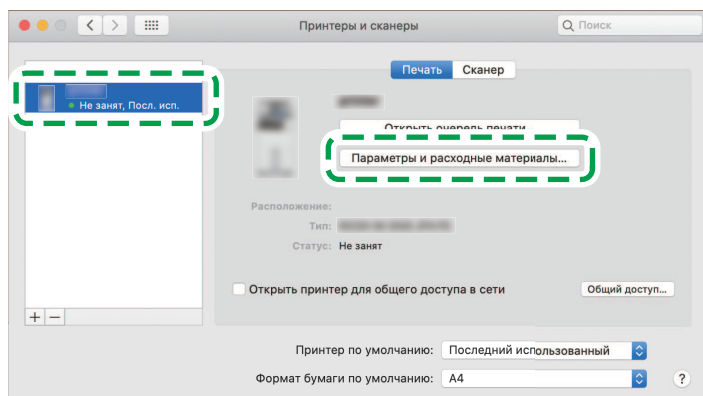 Принтеры и сканеры
Поиск
Печать Сканер
Не занят, Посл. исп.
Открыть очередь печати...
Параметры и расходные материалы...
Расположение:
Тип:
Статус: Не занят
Открыть принтер для общего доступа в сети
Общий доступ...
+ −
Принтер по умолчанию: Последний использованный
Формат бумаги по умолчанию: A4
?